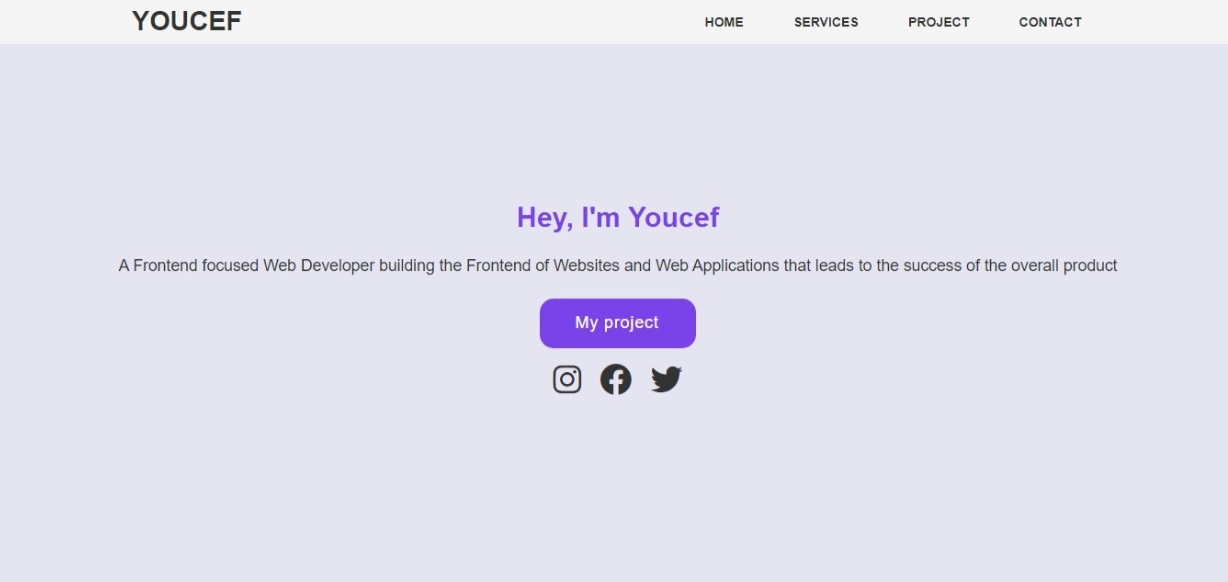 YOUCEF
HOME SERVICES PROJECT CONTACT
Hey, I'm Youcef
A Frontend focused Web Developer building the Frontend of Websites and Web Applications that leads to the success of the overall product
My project